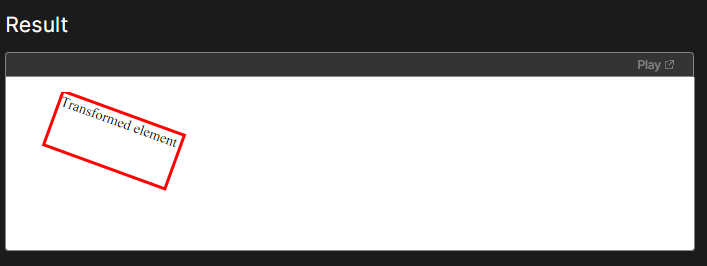 Result
Play
Transformed element